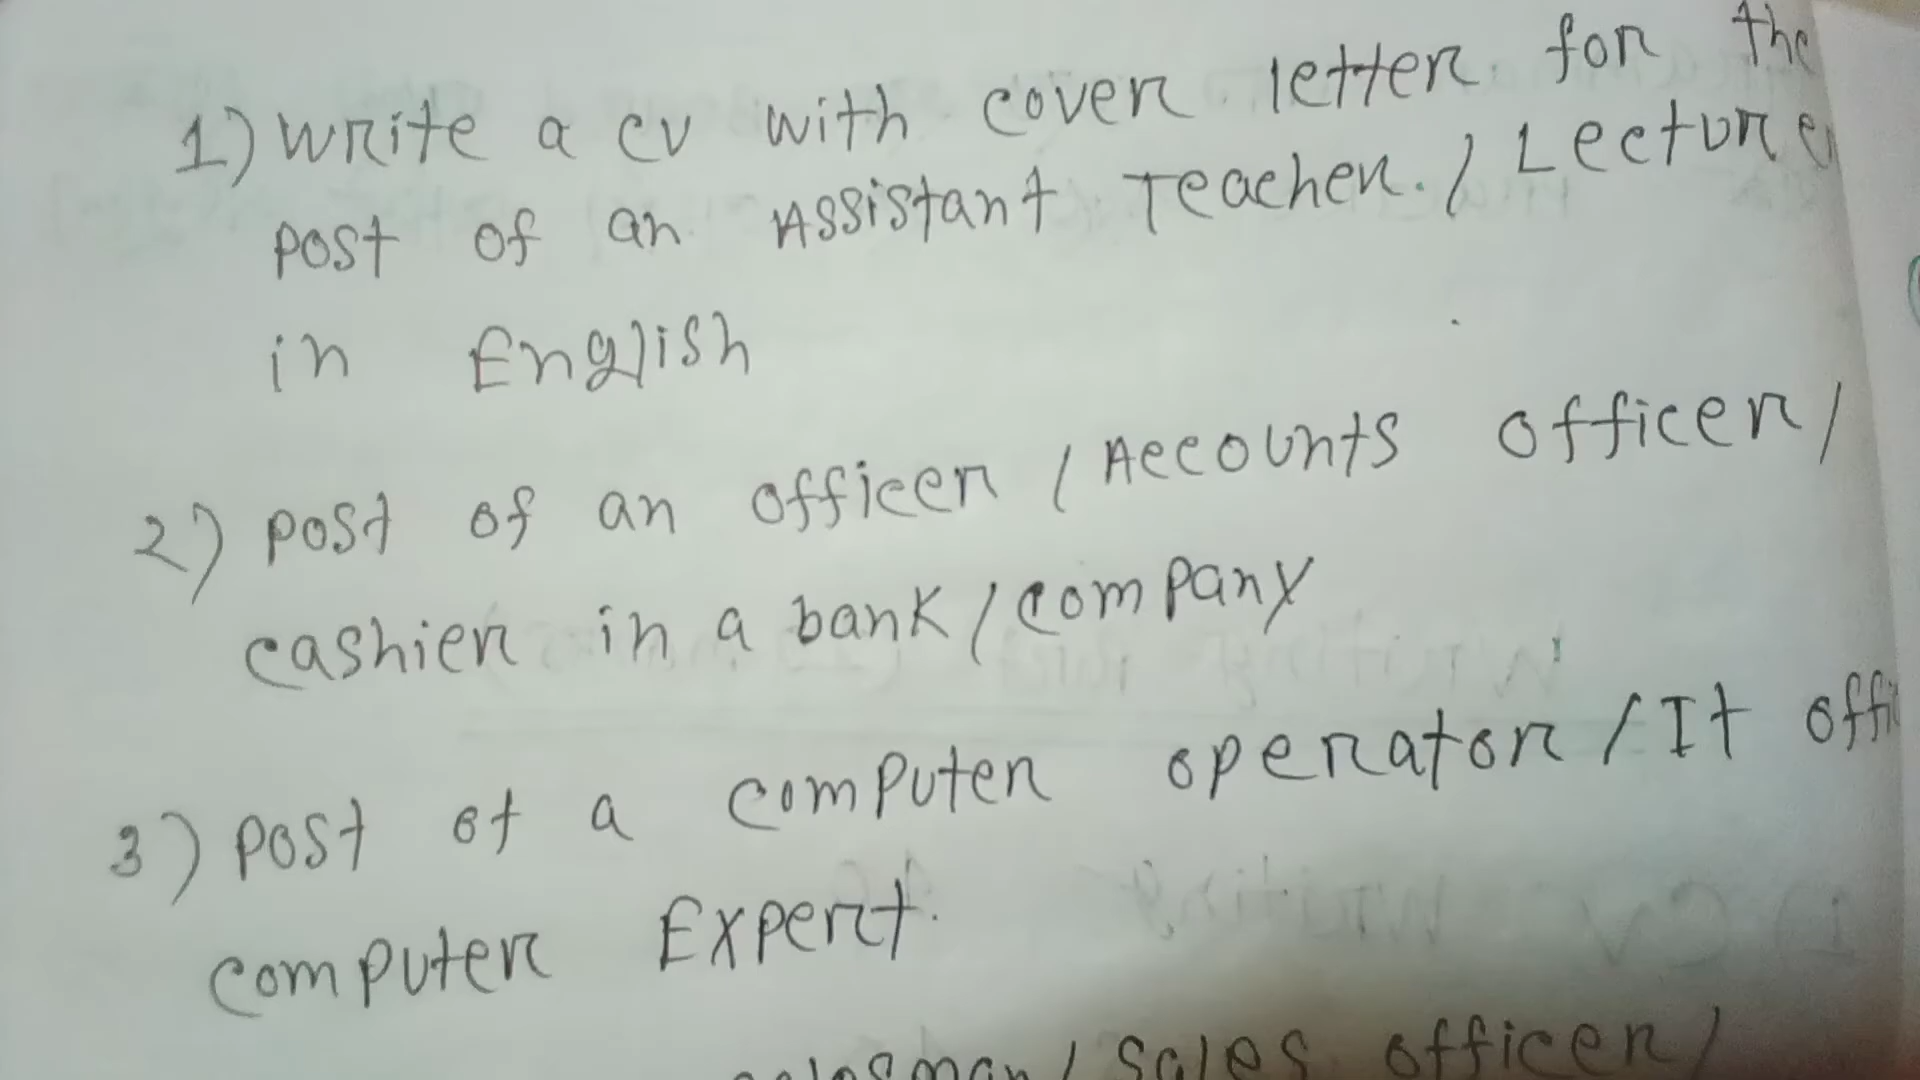 1) Write a cv with cover letter for the
post of an Assistant Teacher. / Lecturer
in English
2) post of an officer / Accounts officer /
cashier in a bank / company
3) post of a computer operator / It
computer Expert.
/ Sales officer /